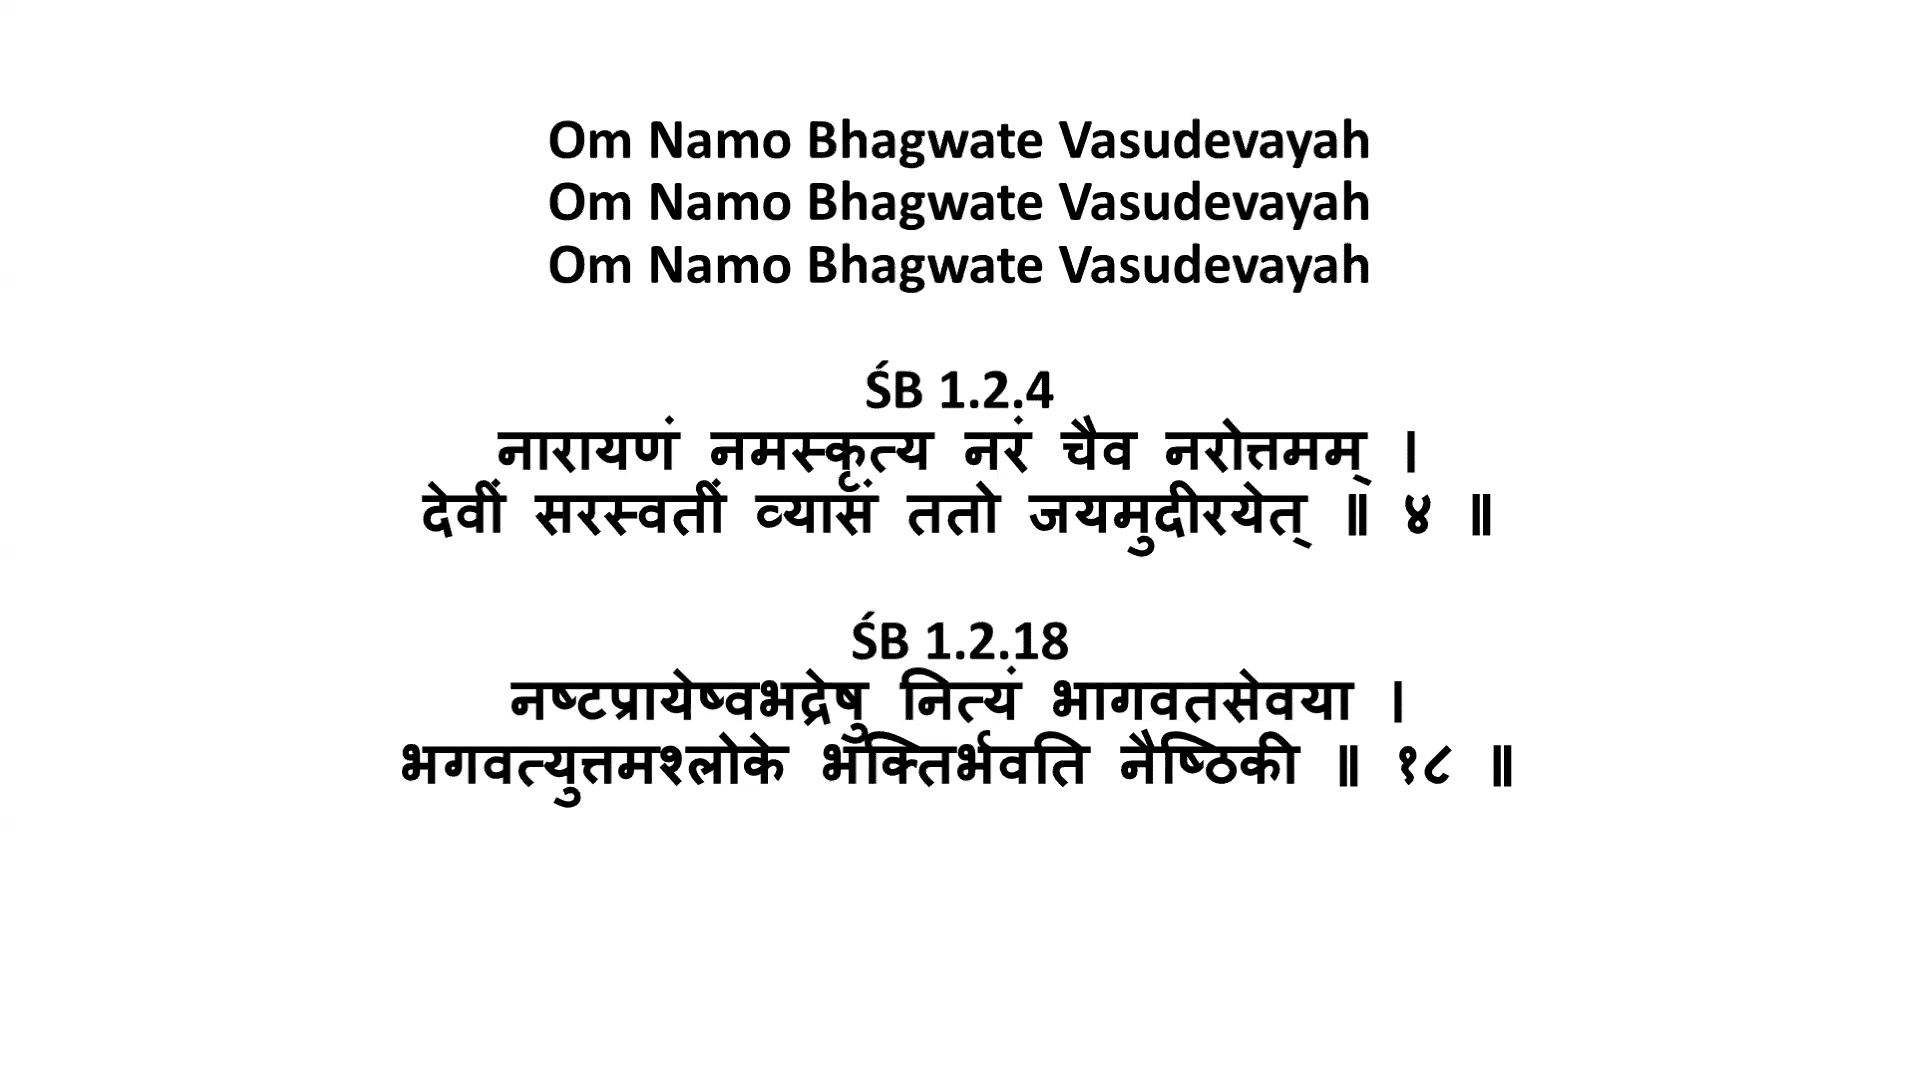 Om Namo Bhagwate Vasudevayah
Om Namo Bhagwate Vasudevayah
Om Namo Bhagwate Vasudevayah
ŚB 1.2.4
नारायणं नमस्कृत्य नरं चैव नरोत्तमम् ।
देवीं सरस्वतीं व्यासं ततो जयमुदीरयेत् ॥ ४ ॥
ŚB 1.2.18
नष्टप्रायेष्वभद्रेषु नित्यं भागवतसेवया ।
भगवत्युत्तमश्लोके भक्तिर्भवति नैष्ठिकी ॥ १८ ॥